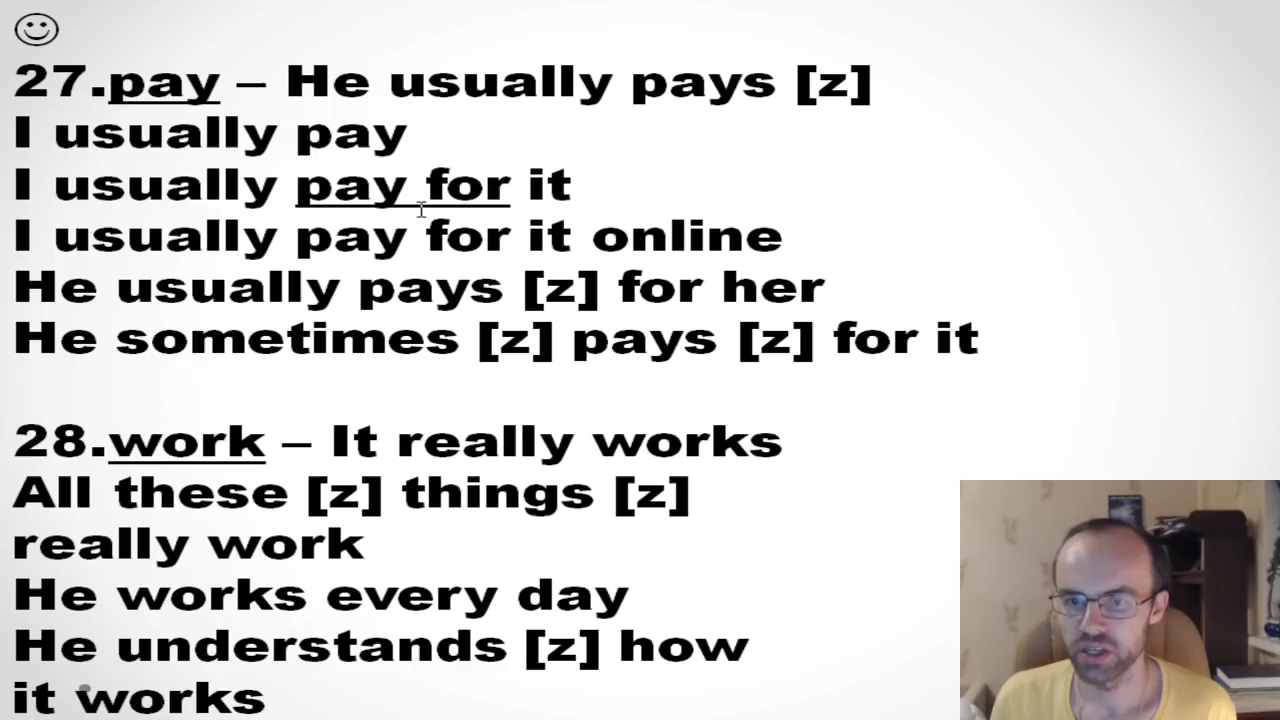 27.pay – He usually pays [z]
I usually pay
I usually pay for it
I usually pay for it online
He usually pays [z] for her
He sometimes [z] pays [z] for it
28.work – It really works
All these [z] things [z]
really work
He works every day
He understands [z] how
it works